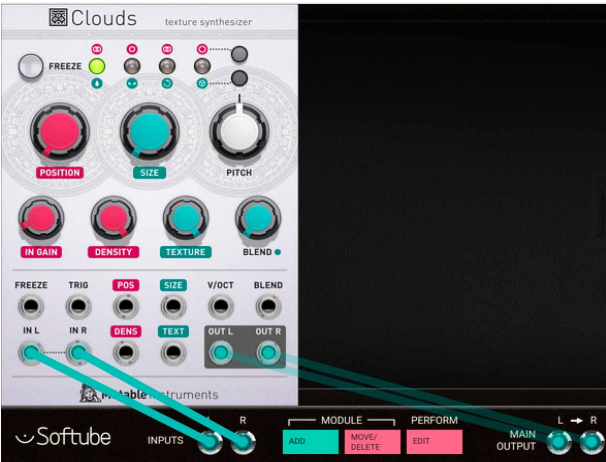 Clouds texture synthesizer
FREEZE
POSITION SIZE PITCH
IN GAIN DENSITY TEXTURE BLEND
FREEZE TRIG POS SIZE V/OCT BLEND
IN L IN R DENS TEXT OUT L OUT R
Instruments
R MODULE PERFORM L R
Softube INPUTS ADD MOVE/ EDIT MAIN
DELETE OUTPUT